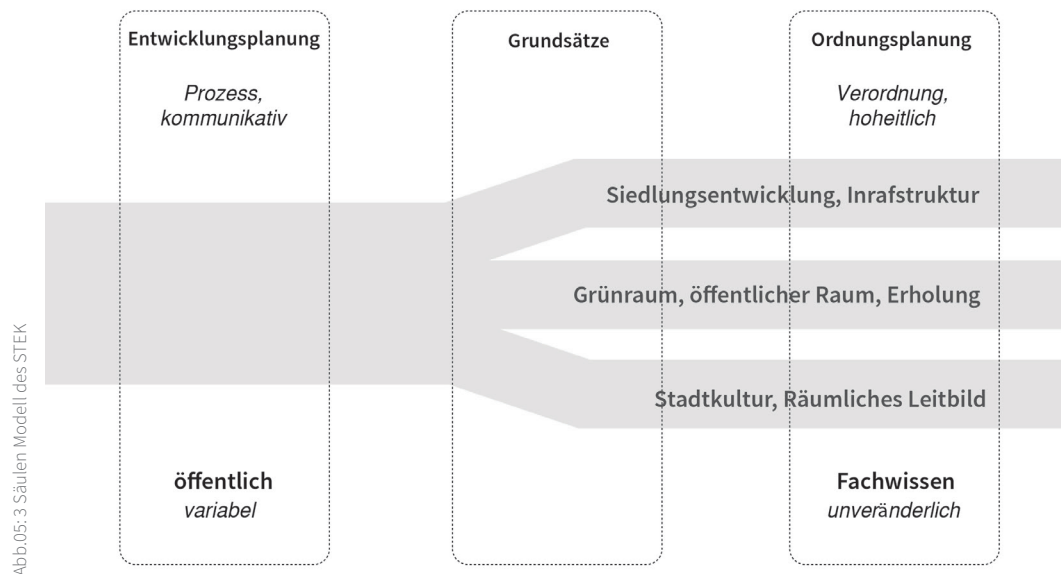 Entwicklungsplanung
Prozess,
kommunikativ
öffentlich
variabel
Grundsätze
Ordnungsplanung
Verordnung,
hoheitlich
Siedlungsentwicklung, Inrafstruktur
Grünraum, öffentlicher Raum, Erholung
Stadtkultur, Räumliches Leitbild
Fachwissen
unveränderlich
Abb.05: 3 Säulen Modell des STEK